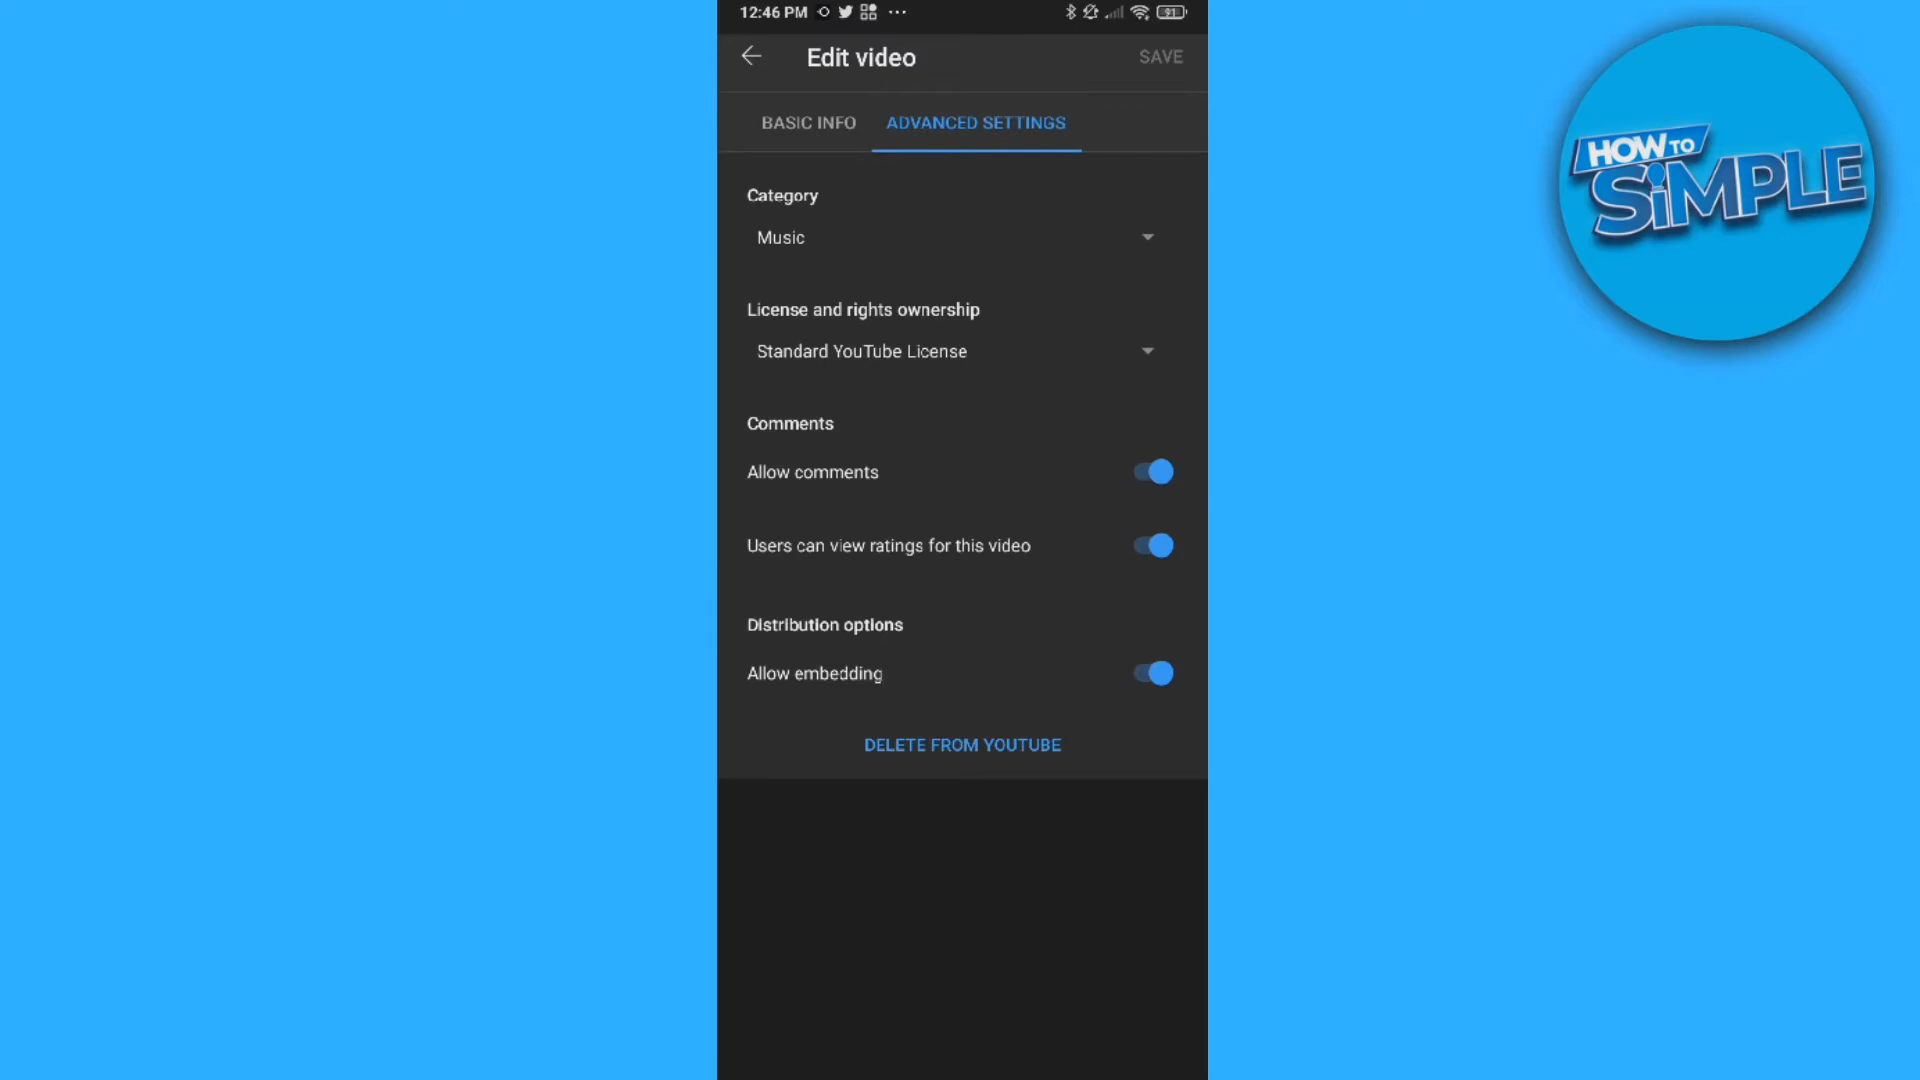 12:46 PM
91
Edit video
SAVE
BASIC INFO
ADVANCED SETTINGS
Category
Music
License and rights ownership
Standard YouTube License
Comments
Allow comments
Users can view ratings for this video
Distribution options
Allow embedding
DELETE FROM YOUTUBE
HOW TO
SiMPLE